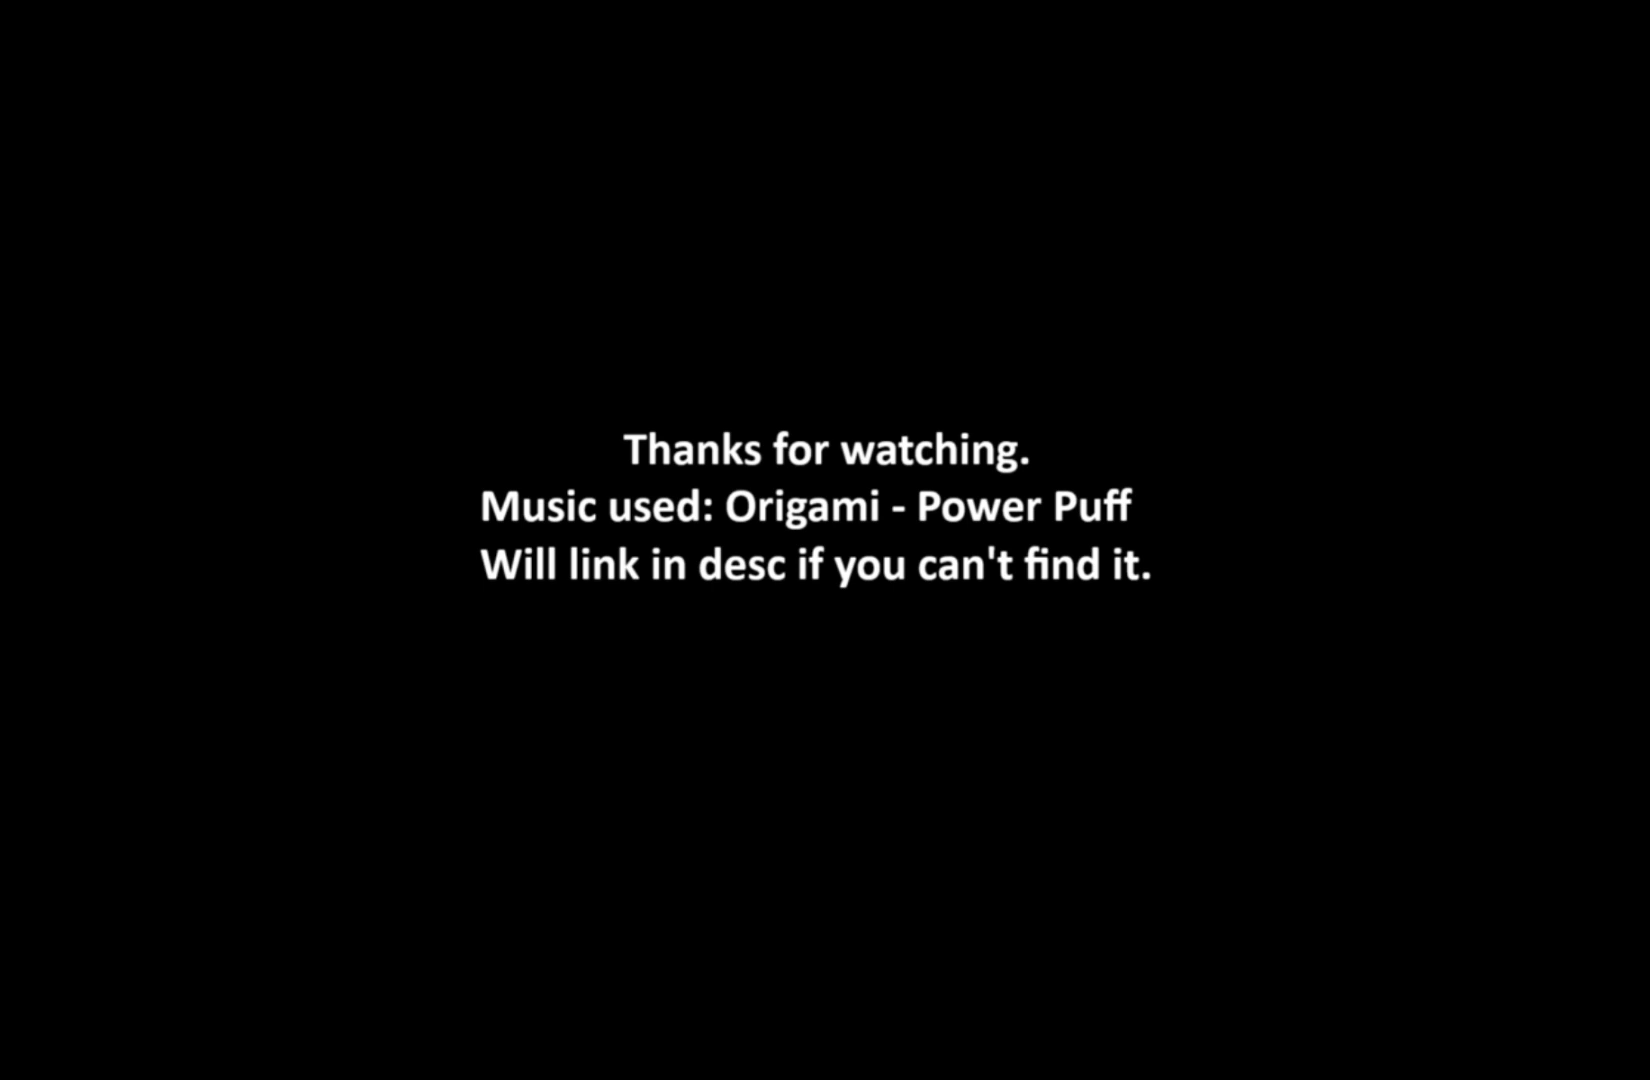 Thanks for watching.
Music used: Origami - Power Puff
Will link in desc if you can't find it.